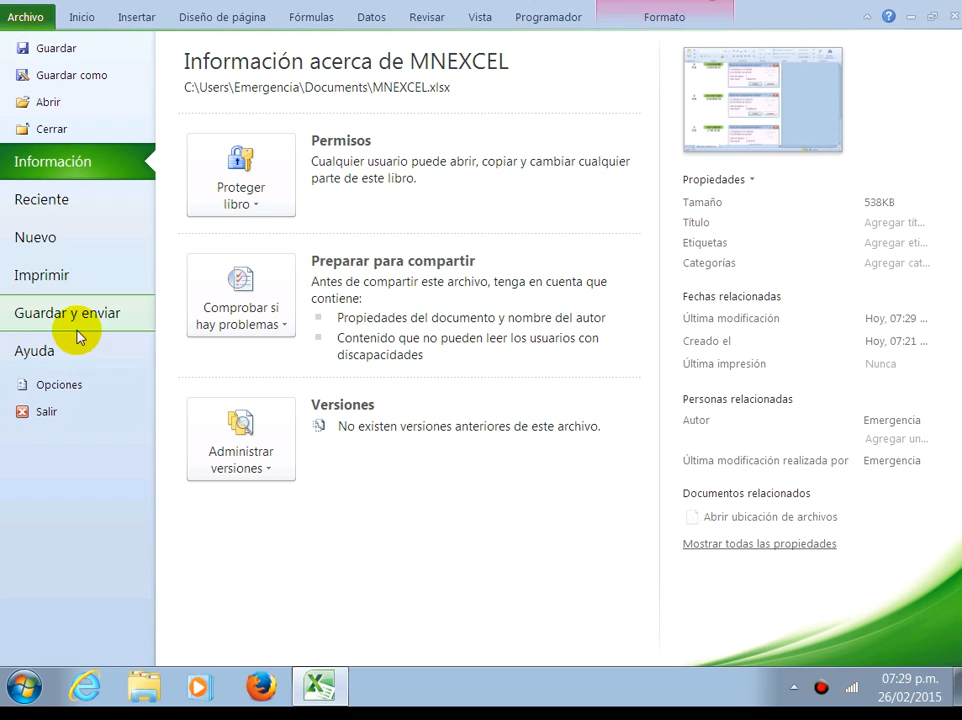 Archivo Inicio Insertar Diseño de página Fórmulas Datos Revisar Vista Programador Formato
Guardar
Guardar como
Abrir
Cerrar
Información
Reciente
Nuevo
Imprimir
Guardar y enviar
Ayuda
Opciones
Salir
Información acerca de MNEXCEL
C:\Users\Emergencia\Documents\MNEXCEL.xlsx
Proteger
libro
Permisos
Cualquier usuario puede abrir, copiar y cambiar cualquier
parte de este libro.
Comprobar si
hay problemas
Preparar para compartir
Antes de compartir este archivo, tenga en cuenta que
contiene:
Propiedades del documento y nombre del autor
Contenido que no pueden leer los usuarios con
discapacidades
Administrar
versiones
Versiones
No existen versiones anteriores de este archivo.
Propiedades
Tamaño 538KB
Título Agregar tít...
Etiquetas Agregar eti...
Categorías Agregar cat...
Fechas relacionadas
Última modificación Hoy, 07:29 ...
Creado el Hoy, 07:21 ...
Última impresión Nunca
Personas relacionadas
Autor Emergencia
Agregar un...
Última modificación realizada por Emergencia
Documentos relacionados
Abrir ubicación de archivos
Mostrar todas las propiedades
07:29 p.m.
26/02/2015